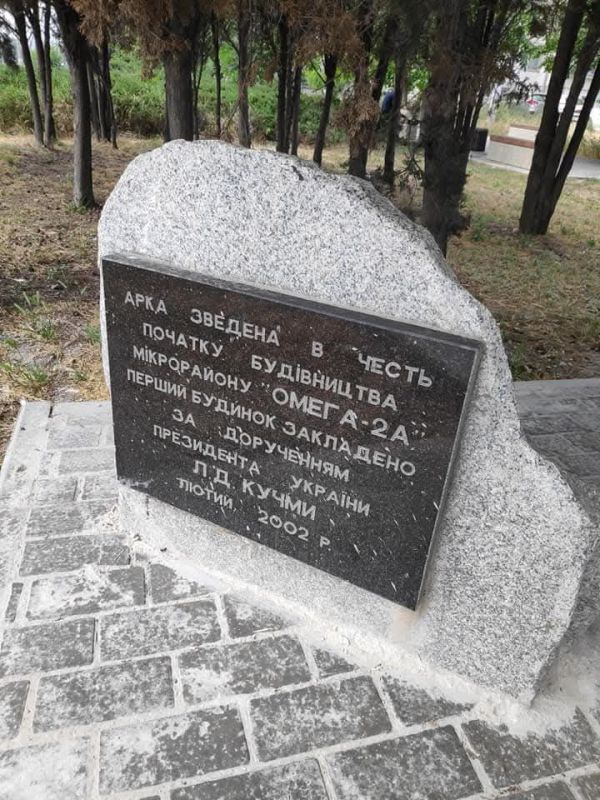 АРКА ЗВЕДЕНА В ЧЕСТЬ
ПОЧАТКУ БУДІВНИЦТВА
МІКРОРАЙОНУ "ОМЕГА-2А"
ПЕРШИЙ БУДИНОК ЗАКЛАДЕНО
ЗА ДОРУЧЕННЯМ
ПРЕЗИДЕНТА УКРАЇНИ
Л.Д. КУЧМИ
ЛЮТИЙ 2002 Р